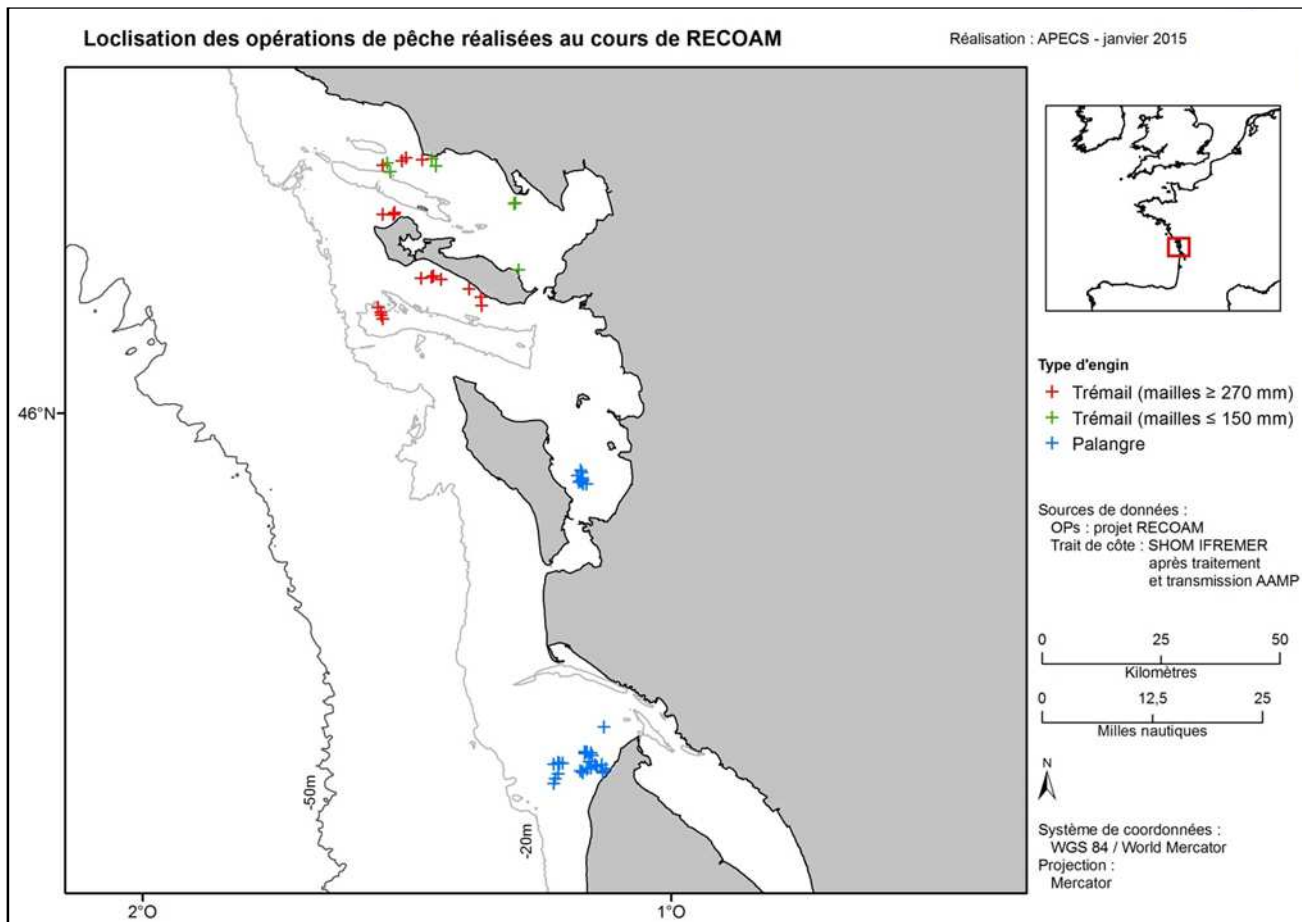 Loclisation des opérations de pêche réalisées au cours de RECOAM
Réalisation : APECS - janvier 2015
46°N
-50m
-20m
2°O
1°O
Type d'engin
Trémail (mailles ≥ 270 mm)
Trémail (mailles ≤ 150 mm)
Palangre
Sources de données :
OPs : projet RECOAM
Trait de côte : SHOM IFREMER
après traitement
et transmission AAMP
0 25 50
Kilomètres
0 12,5 25
Milles nautiques
N
Système de coordonnées :
WGS 84 / World Mercator
Projection :
Mercator